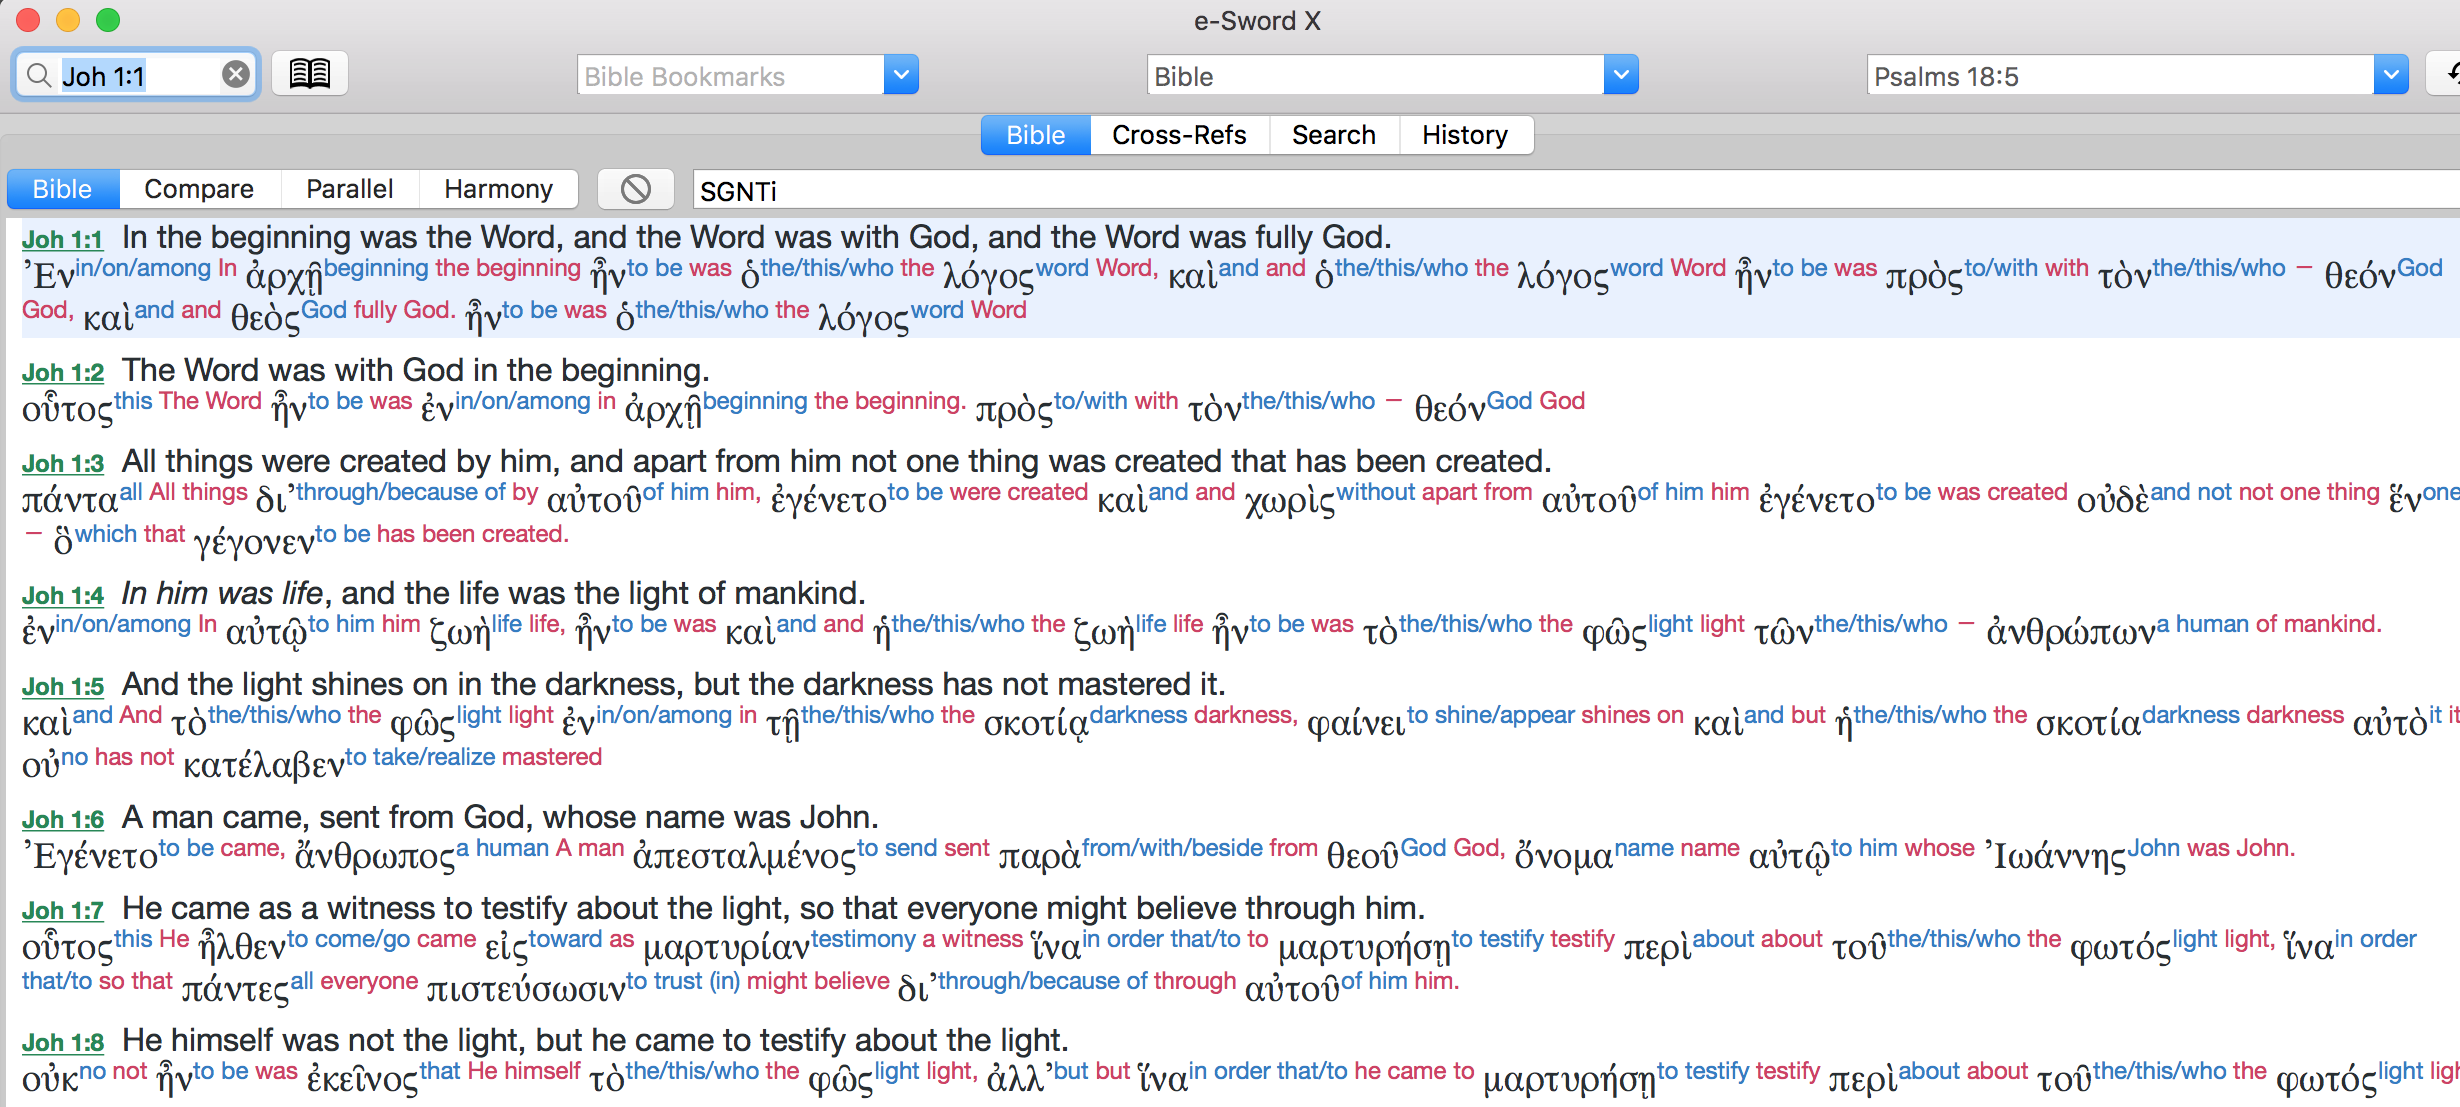 e-Sword X
Joh 1:1 Bible Bookmarks Bible Psalms 18:5
Bible Cross-Refs Search History
Bible Compare Parallel Harmony SGNTi
Joh 1:1 In the beginning was the Word, and the Word was with God, and the Word was fully God.
Ἐν in/on/among In ἀρχῇ beginning the beginning ἦν to be was ὁ the/this/who the λόγος word Word, καὶ and and ὁ the/this/who the λόγος word Word ἦν to be was πρὸς to/with with τὸν the/this/who – θεόν God
God, καὶ and and θεὸς God fully God. ἦν to be was ὁ the/this/who the λόγος word Word
Joh 1:2 The Word was with God in the beginning.
οὗτος this The Word ἦν to be was ἐν in/on/among in ἀρχῇ beginning the beginning. πρὸς to/with with τὸν the/this/who – θεόν God God
Joh 1:3 All things were created by him, and apart from him not one thing was created that has been created.
πάντα all All things δι’ through/because of by αὐτοῦ of him him, ἐγένετο to be were created καὶ and and χωρὶς without apart from αὐτοῦ of him him ἐγένετο to be was created οὐδὲ and not not one thing ἕν one
– ὃ which that γέγονεν to be has been created.
Joh 1:4 In him was life, and the life was the light of mankind.
ἐν in/on/among In αὐτῷ to him him ζωὴ life life, ἦν to be was καὶ and and ἡ the/this/who the ζωὴ life life ἦν to be was τὸ the/this/who the φῶς light light τῶν the/this/who – ἀνθρώπων a human of mankind.
Joh 1:5 And the light shines on in the darkness, but the darkness has not mastered it.
καὶ and And τὸ the/this/who the φῶς light light ἐν in/on/among in τῇ the/this/who the σκοτίᾳ darkness darkness, φαίνει to shine/appear shines on καὶ and but ἡ the/this/who the σκοτία darkness darkness αὐτὸ it it
οὐ no has not κατέλαβεν to take/realize mastered
Joh 1:6 A man came, sent from God, whose name was John.
Ἐγένετο to be came, ἄνθρωπος a human A man ἀπεσταλμένος to send sent παρὰ from/with/beside from θεοῦ God God, ὄνομα name name αὐτῷ to him whose Ἰωάννης John was John.
Joh 1:7 He came as a witness to testify about the light, so that everyone might believe through him.
οὗτος this He ἦλθεν to come/go came εἰς toward as μαρτυρίαν testimony a witness ἵνα in order that/to to μαρτυρήσῃ to testify testify περὶ about about τοῦ the/this/who the φωτός light light, ἵνα in order
that/to so that πάντες all everyone πιστεύσωσιν to trust (in) might believe δι’ through/because of through αὐτοῦ of him him.
Joh 1:8 He himself was not the light, but he came to testify about the light.
οὐκ no not ἦν to be was ἐκεῖνος that He himself τὸ the/this/who the φῶς light light, ἀλλ’ but but ἵνα in order that/to he came to μαρτυρήσῃ to testify testify περὶ about about τοῦ the/this/who the φωτός light